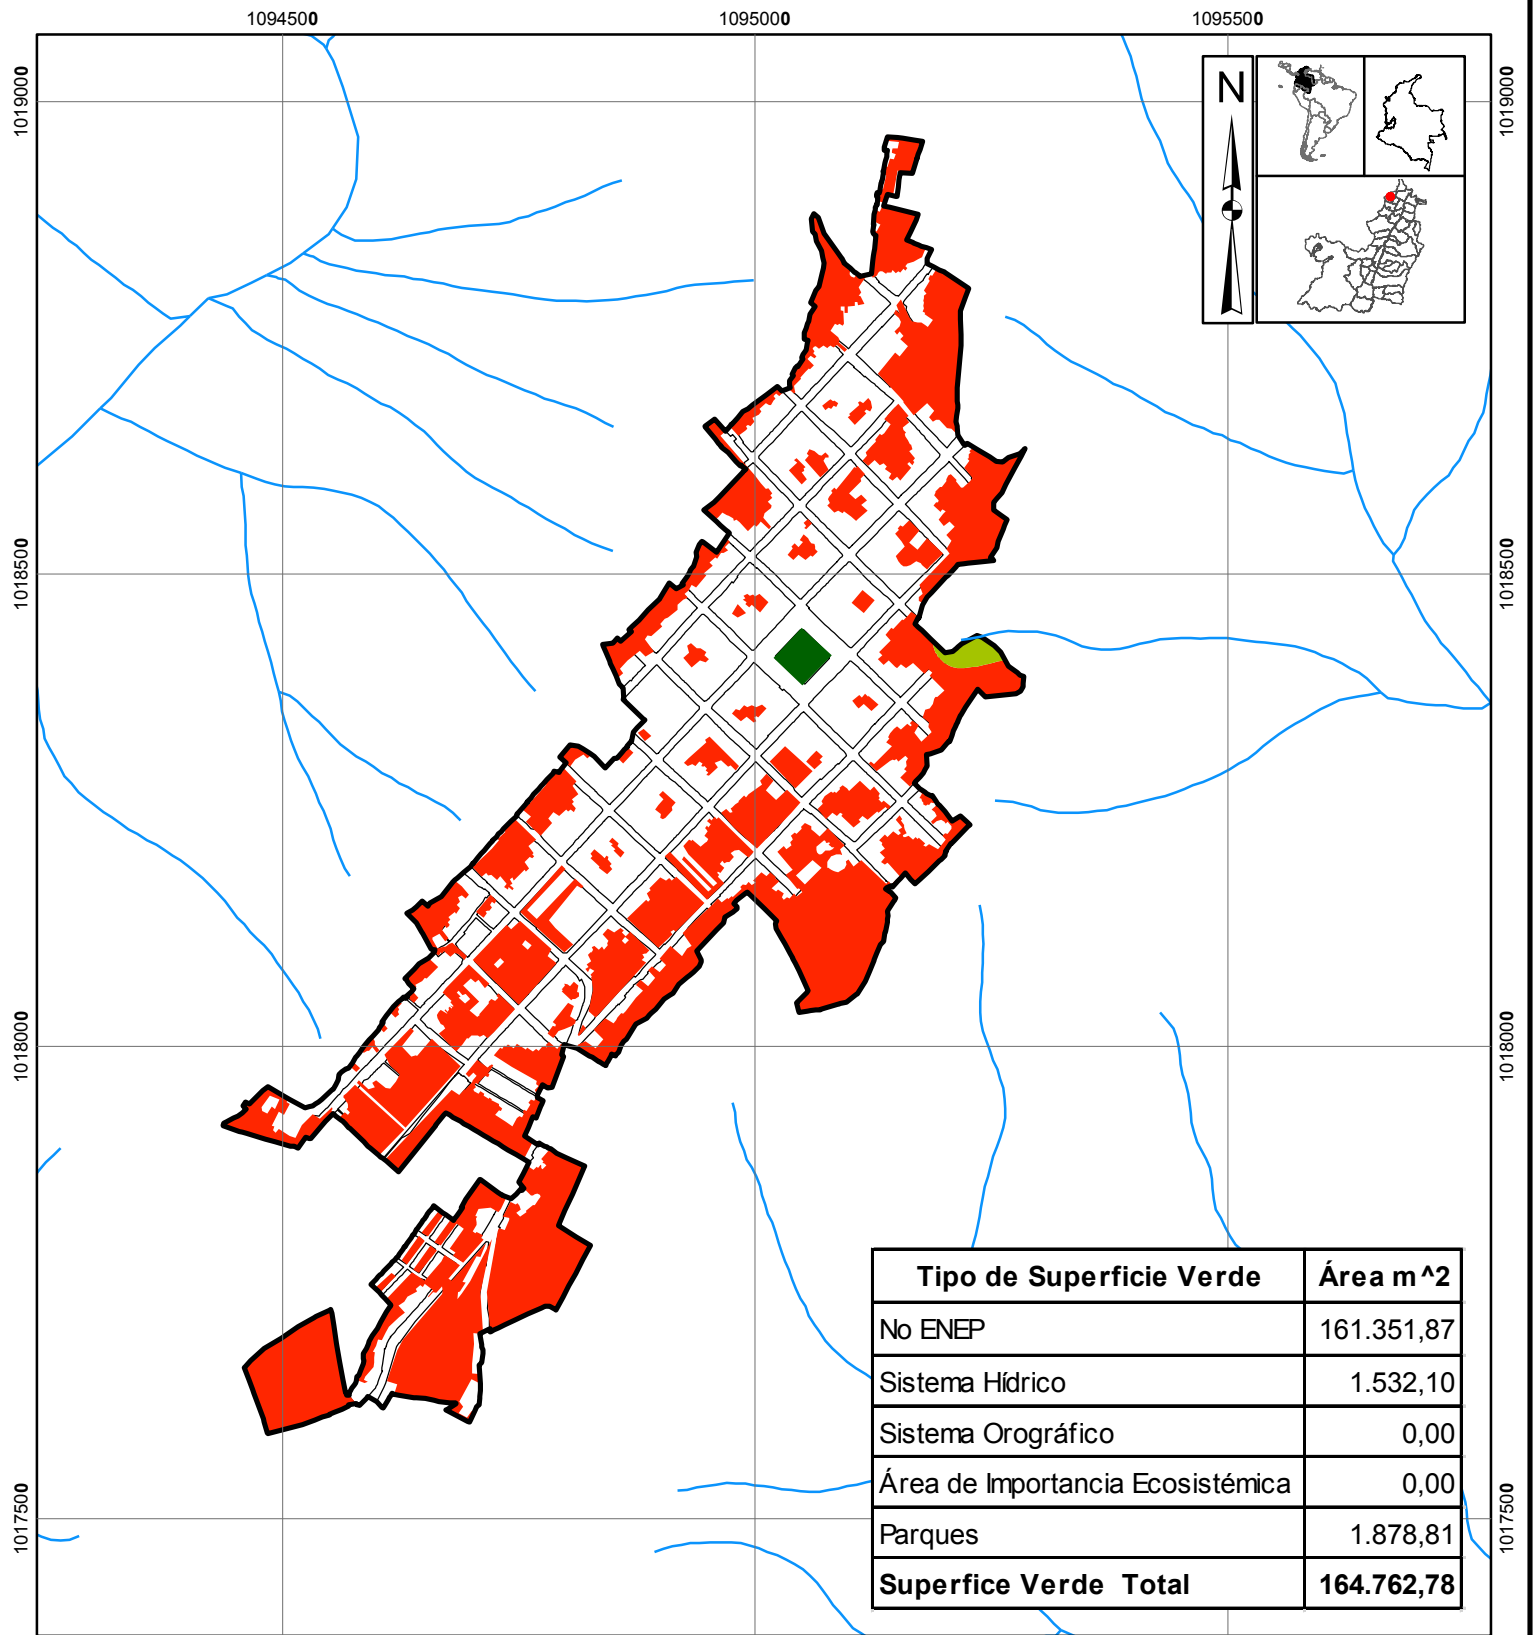 1094500 1095000 1095500
1019000 1019000
N
1018500 1018500
1018000 1018000
Tipo de Superficie Verde Área m^2
No ENEP 161.351,87
Sistema Hídrico 1.532,10
Sistema Orográfico 0,00
Área de Importancia Ecosistémica 0,00
1017500 1017500
Parques 1.878,81
Superfice Verde Total 164.762,78